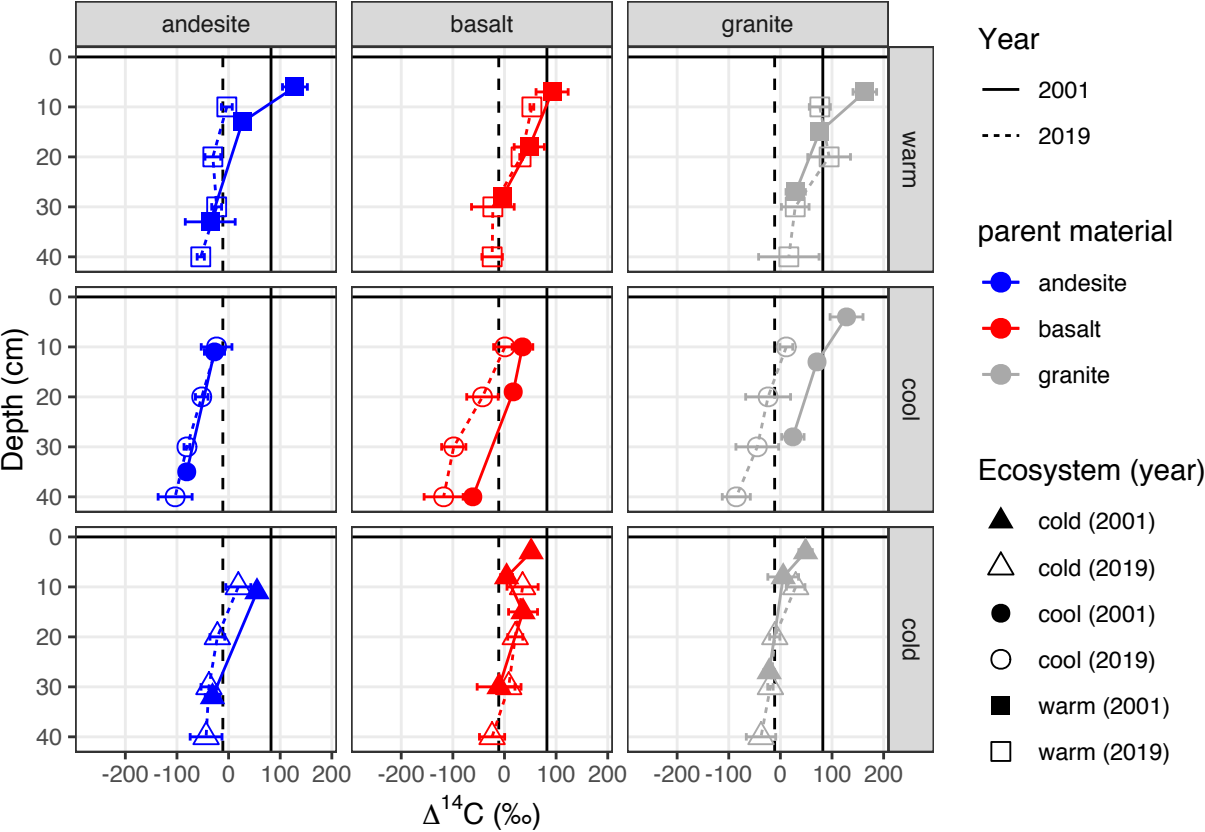 andesite basalt granite
0
10
20
30
40
warm
0
10
20
30
40
cool
0
10
20
30
40
cold
-200 -100 0 100 200 -200 -100 0 100 200 -200 -100 0 100 200
Depth (cm)
Δ¹⁴C (‰)
Year
2001
2019
parent material
andesite
basalt
granite
Ecosystem (year)
cold (2001)
cold (2019)
cool (2001)
cool (2019)
warm (2001)
warm (2019)